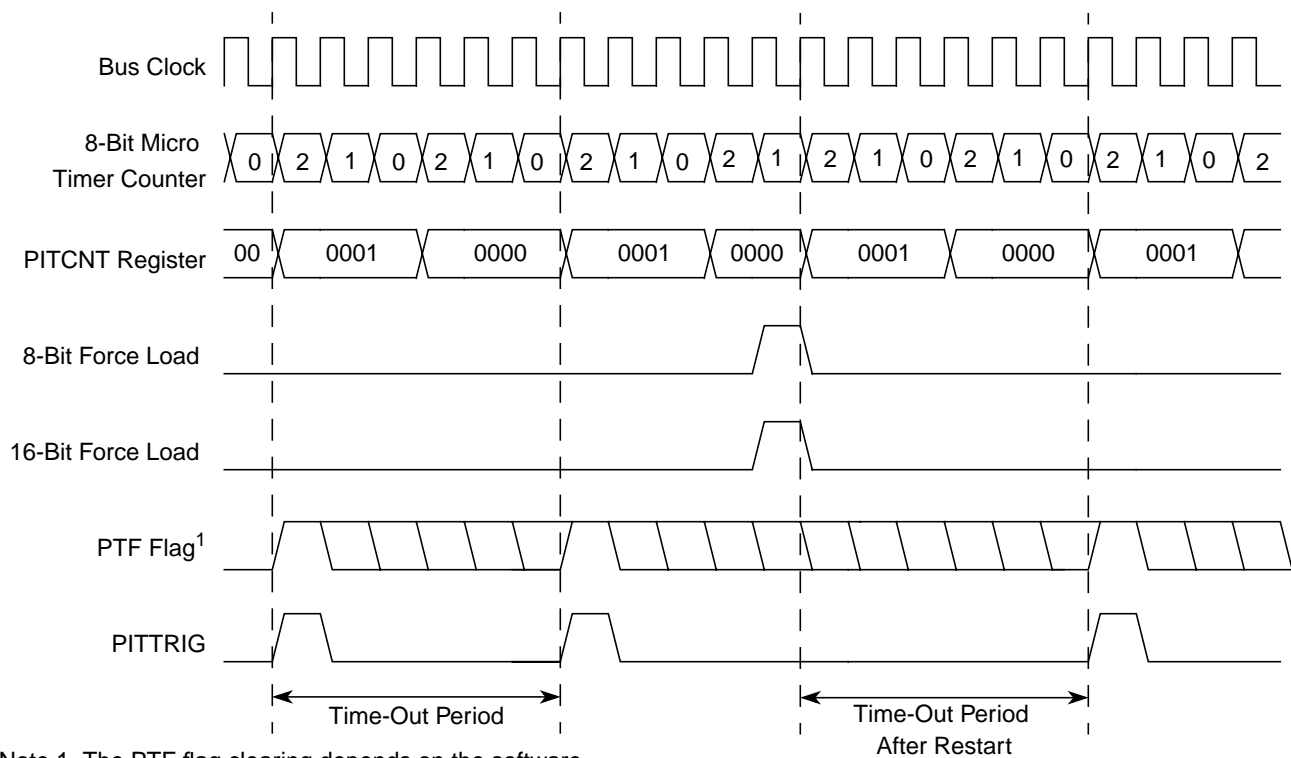 Bus Clock
8-Bit Micro
Timer Counter
0 2 1 0 2 1 0 2 1 0 2 1 2 1 0 2 1 0 2 1 0 2
PITCNT Register
00 0001 0000 0001 0000 0001 0000 0001
8-Bit Force Load
16-Bit Force Load
PTF Flag1
PITTRIG
Time-Out Period
Time-Out Period
After Restart
Note 1. The PTF flag clearing depends on the software